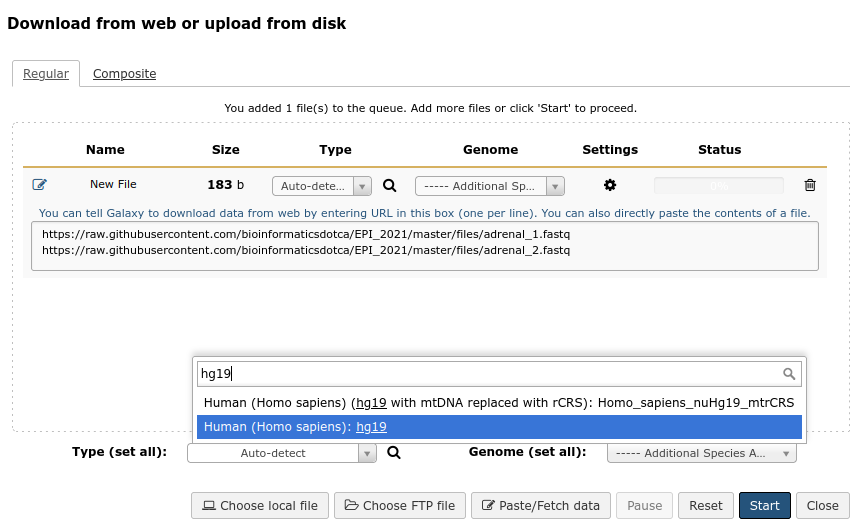 Download from web or upload from disk
Regular Composite
You added 1 file(s) to the queue. Add more files or click 'Start' to proceed.
Name Size Type Genome Settings Status
New File 183 b Auto-dete... ----- Additional Sp... 0%
You can tell Galaxy to download data from web by entering URL in this box (one per line). You can also directly paste the contents of a file.
https://raw.githubusercontent.com/bioinformaticsdotca/EPI_2021/master/files/adrenal_1.fastq
https://raw.githubusercontent.com/bioinformaticsdotca/EPI_2021/master/files/adrenal_2.fastq
hg19
Human (Homo sapiens) (hg19 with mtDNA replaced with rCRS): Homo_sapiens_nuHg19_mtrCRS
Human (Homo sapiens): hg19
Type (set all): Auto-detect Genome (set all): ----- Additional Species A...
Choose local file Choose FTP file Paste/Fetch data Pause Reset Start Close